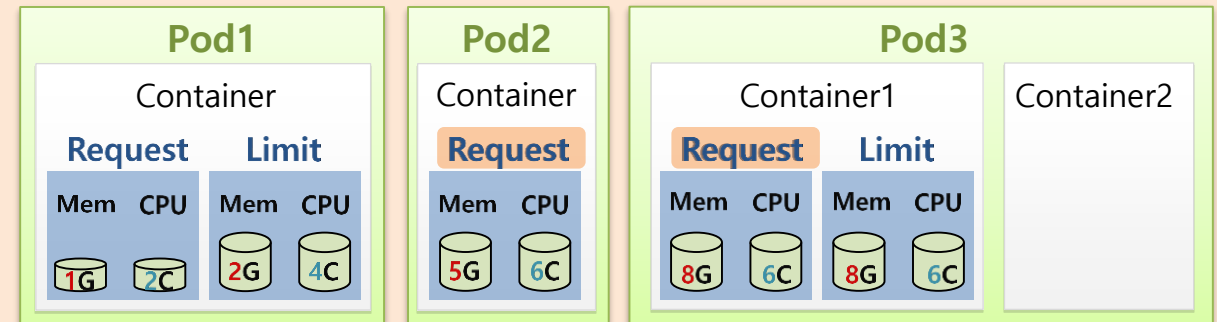 Pod1
Container
Request Limit
Mem CPU Mem CPU
1G 2C 2G 4C
Pod2
Container
Request
Mem CPU
5G 6C
Pod3
Container1
Request Limit
Mem CPU Mem CPU
8G 6C 8G 6C
Container2